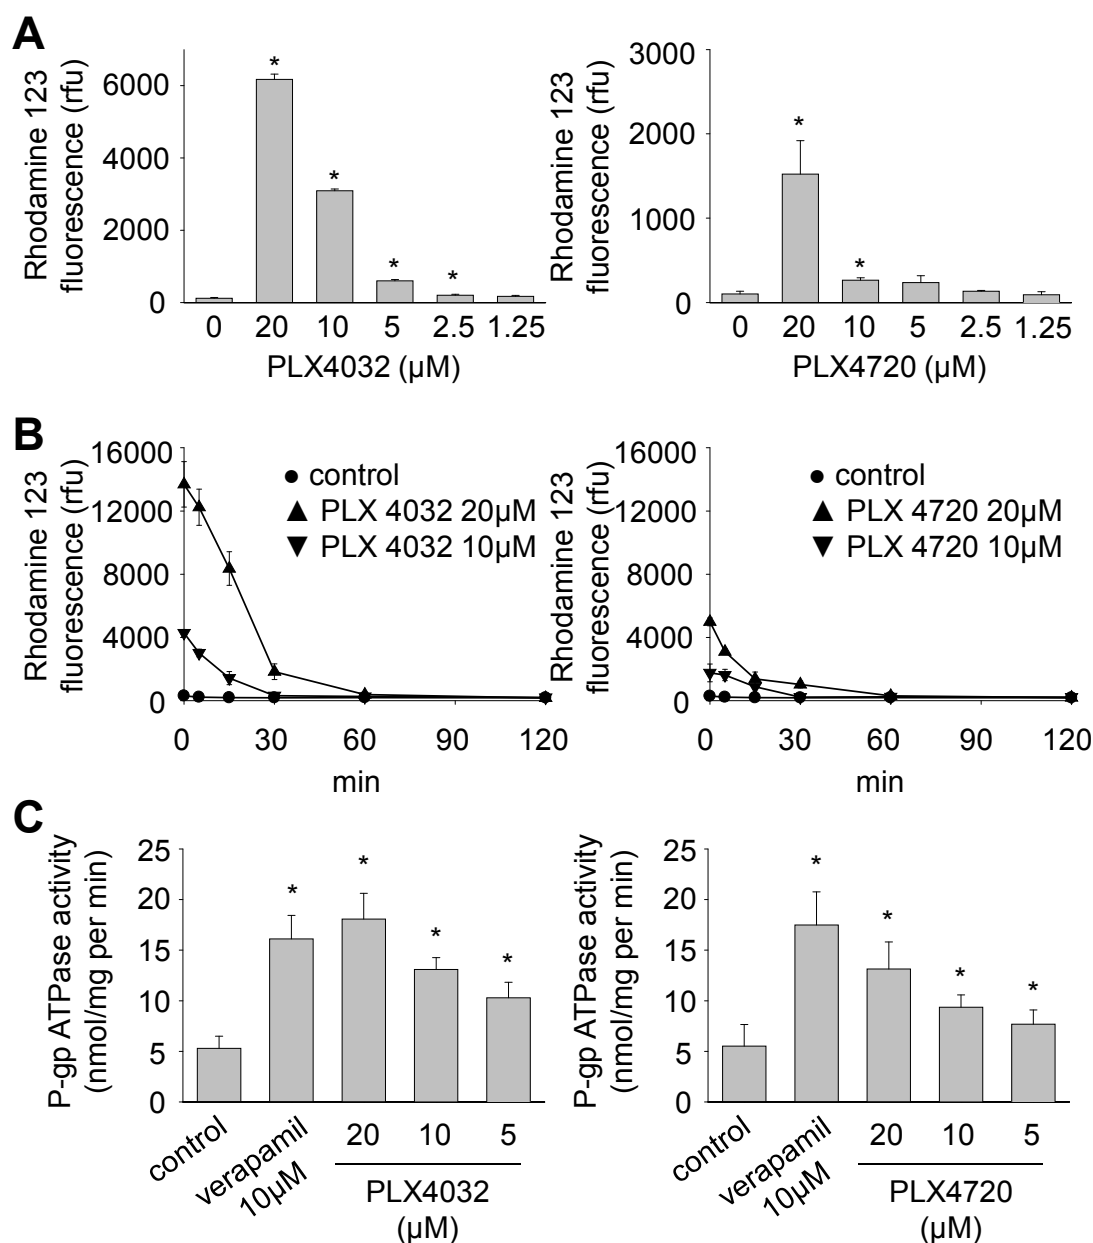 A
Rhodamine 123
fluorescence (rfu)
6000
4000
2000
0
*
*
*
*
0 20 10 5 2.5 1.25
PLX4032 (µM)
Rhodamine 123
fluorescence (rfu)
3000
2000
1000
0
*
*
0 20 10 5 2.5 1.25
PLX4720 (µM)
B
Rhodamine 123
fluorescence (rfu)
16000
12000
8000
4000
0
control
PLX 4032 20µM
PLX 4032 10µM
0 30 60 90 120
min
Rhodamine 123
fluorescence (rfu)
16000
12000
8000
4000
0
control
PLX 4720 20µM
PLX 4720 10µM
0 30 60 90 120
min
C
P-gp ATPase activity
(nmol/mg per min)
25
20
15
10
5
0
*
*
*
*
control
verapamil
10µM
20 10 5
PLX4032
(µM)
P-gp ATPase activity
(nmol/mg per min)
25
20
15
10
5
0
*
*
*
*
control
verapamil
10µM
20 10 5
PLX4720
(µM)